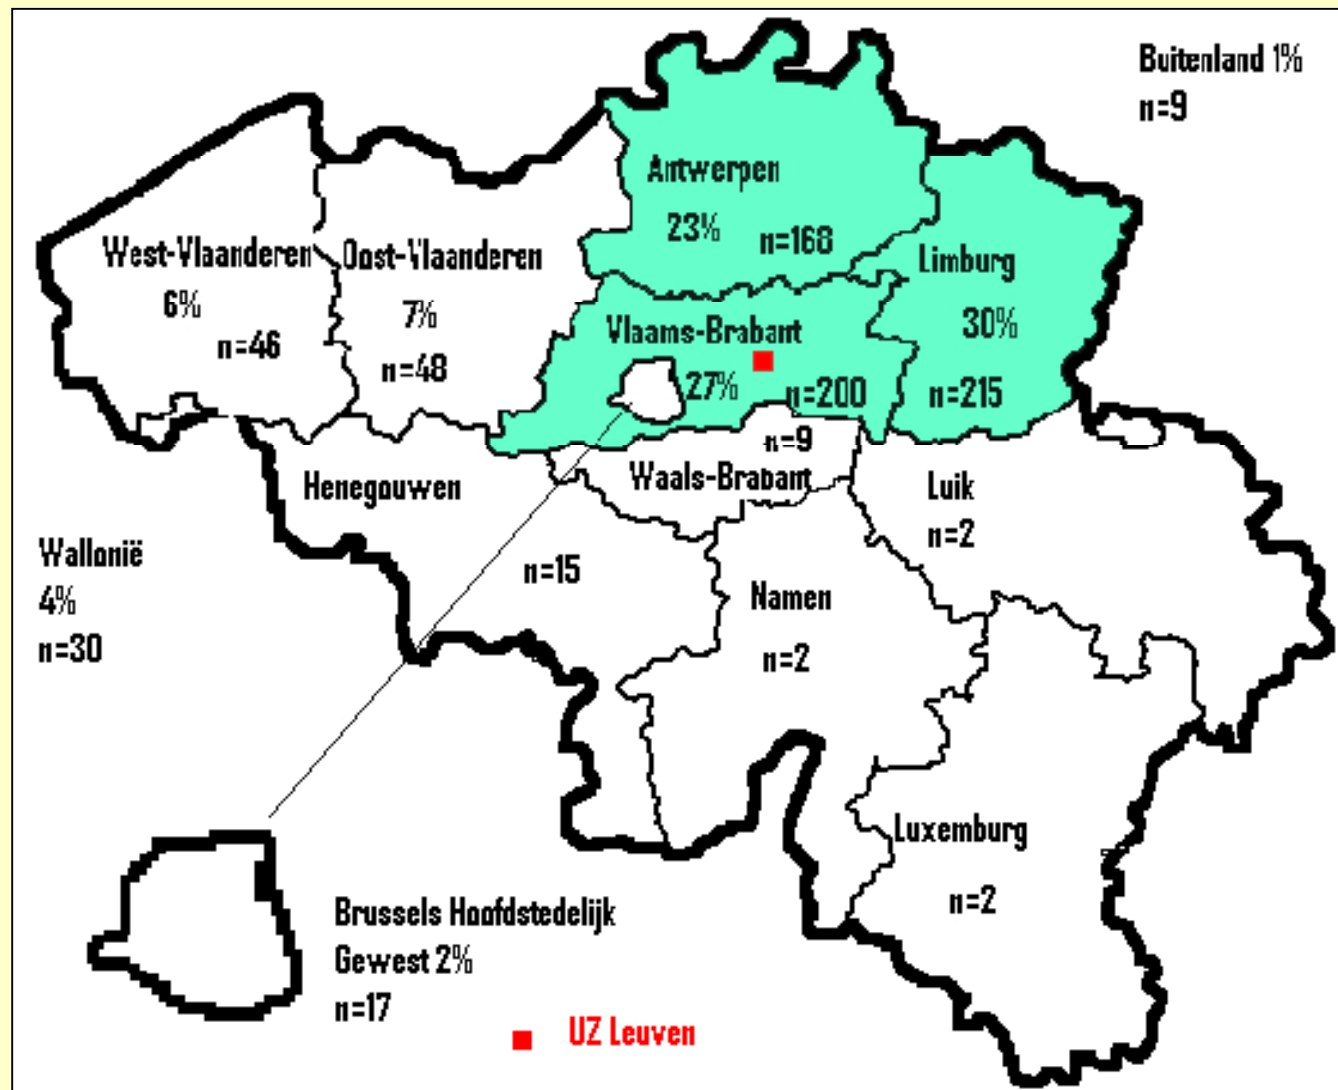 Buitenland 1%
n=9
Antwerpen
23%
n=168
West-Vlaanderen
6%
n=46
Oost-Vlaanderen
7%
n=48
Limburg
30%
n=215
Vlaams-Brabant
27%
n=200
n=9
Waals-Brabant
Henegouwen
n=15
Luik
n=2
Wallonië
4%
n=30
Namen
n=2
Luxemburg
n=2
Brussels Hoofdstedelijk
Gewest 2%
n=17
UZ Leuven